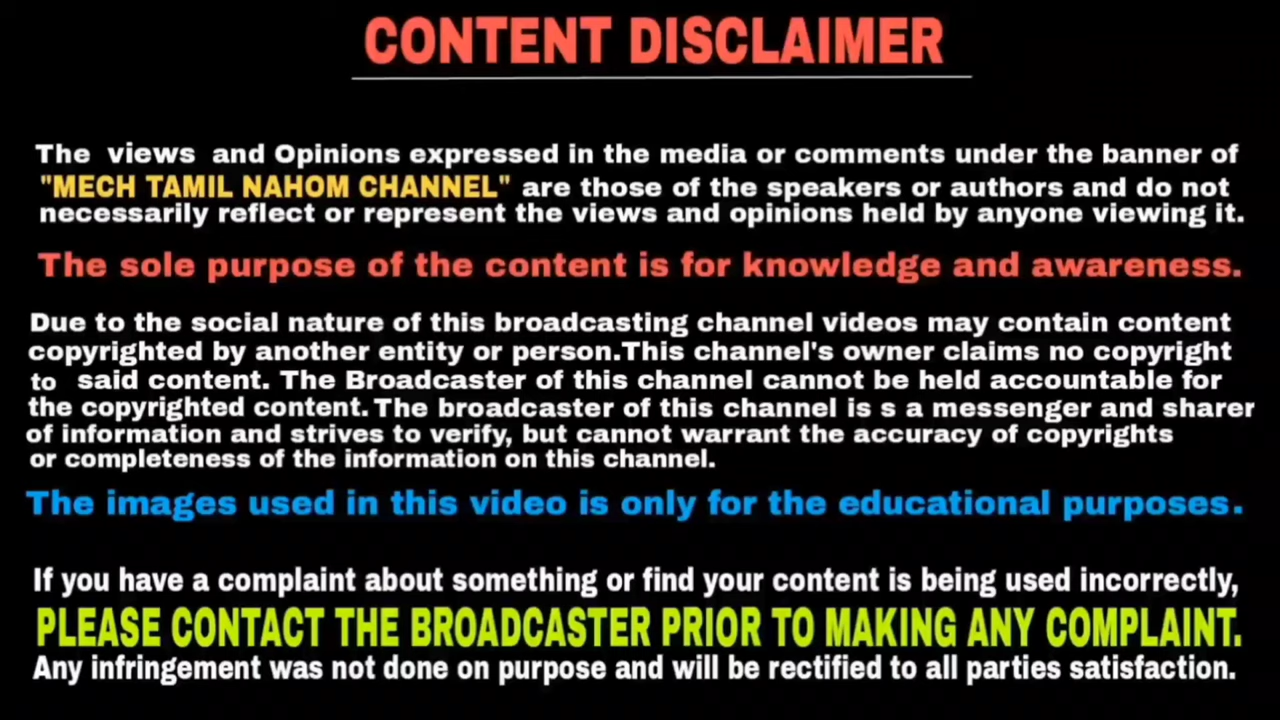 CONTENT DISCLAIMER
The views and Opinions expressed in the media or comments under the banner of
"MECH TAMIL NAHOM CHANNEL" are those of the speakers or authors and do not
necessarily reflect or represent the views and opinions held by anyone viewing it.
The sole purpose of the content is for knowledge and awareness.
Due to the social nature of this broadcasting channel videos may contain content
copyrighted by another entity or person.This channel's owner claims no copyright
to said content. The Broadcaster of this channel cannot be held accountable for
the copyrighted content. The broadcaster of this channel is s a messenger and sharer
of information and strives to verify, but cannot warrant the accuracy of copyrights
or completeness of the information on this channel.
The images used in this video is only for the educational purposes.
If you have a complaint about something or find your content is being used incorrectly,
PLEASE CONTACT THE BROADCASTER PRIOR TO MAKING ANY COMPLAINT.
Any infringement was not done on purpose and will be rectified to all parties satisfaction.